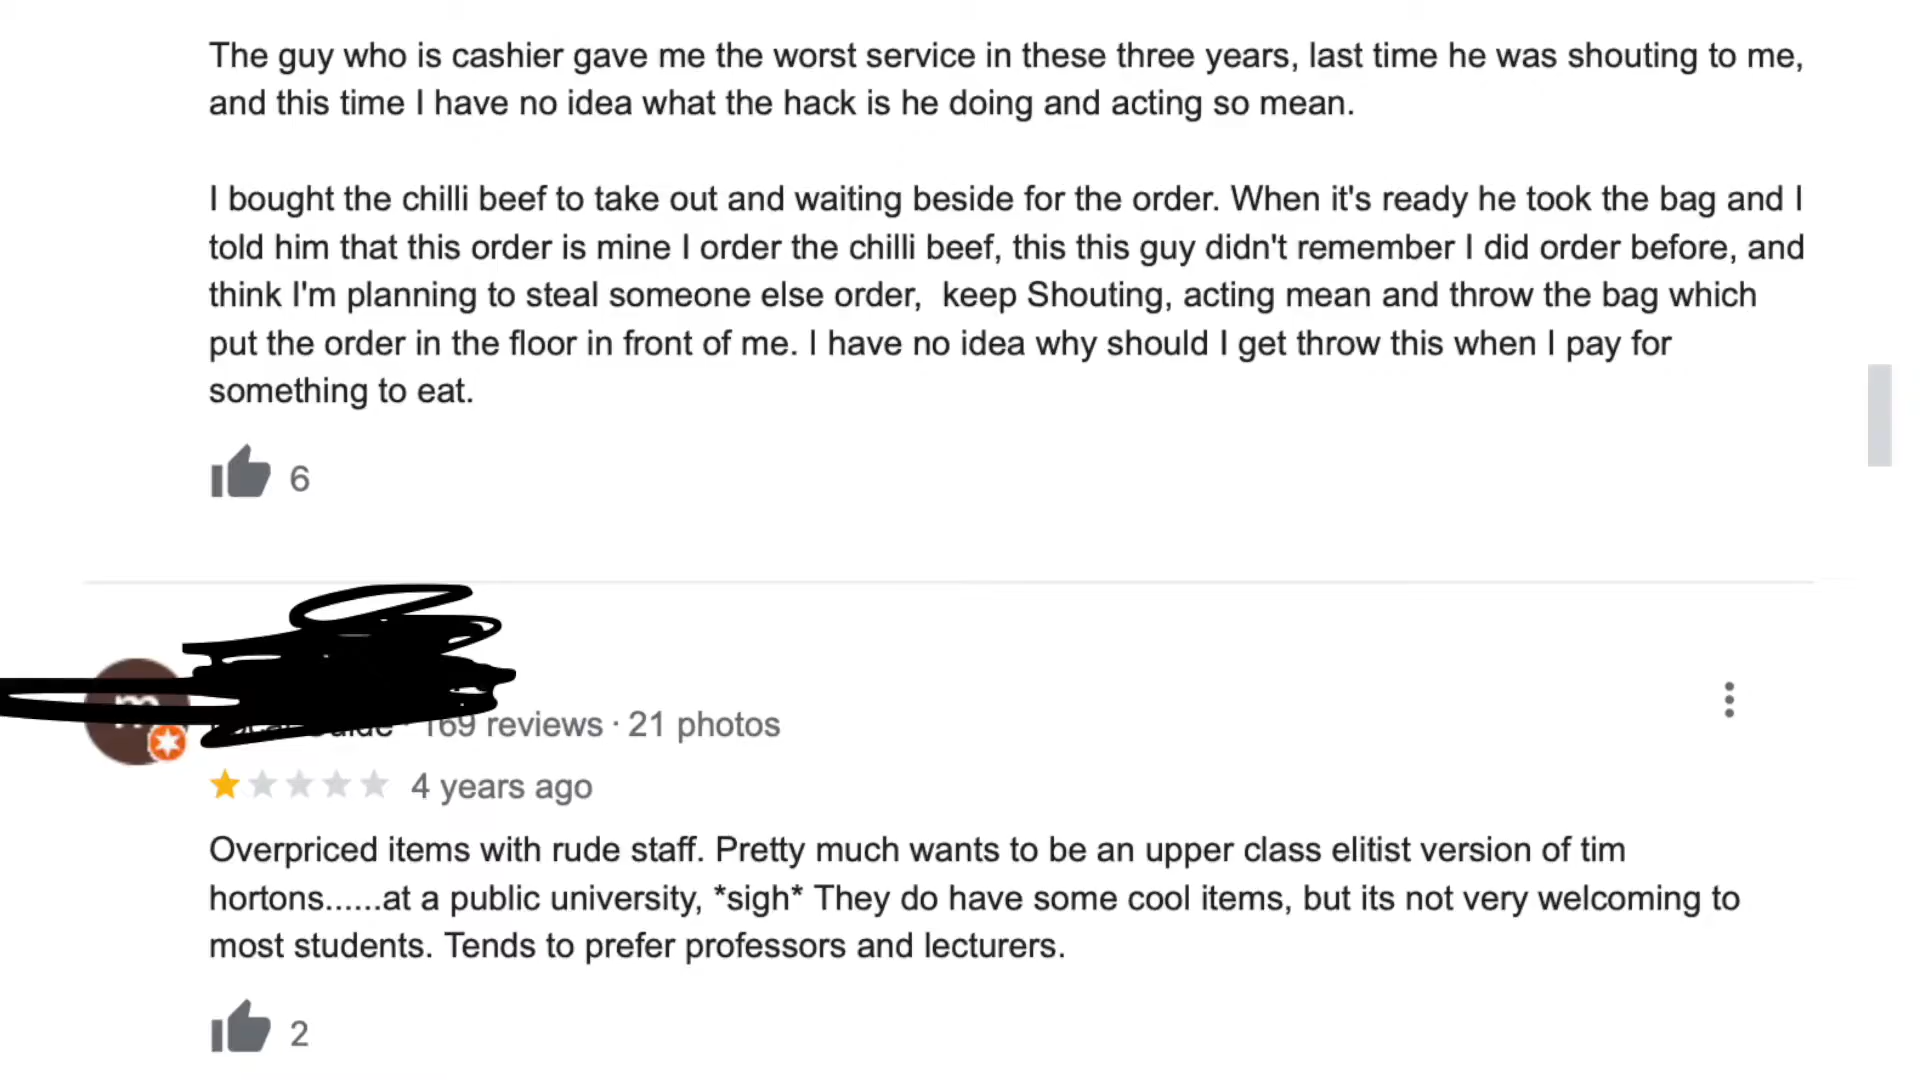 The guy who is cashier gave me the worst service in these three years, last time he was shouting to me,
and this time I have no idea what the hack is he doing and acting so mean.
I bought the chilli beef to take out and waiting beside for the order. When it's ready he took the bag and I
told him that this order is mine I order the chilli beef, this this guy didn't remember I did order before, and
think I'm planning to steal someone else order,  keep Shouting, acting mean and throw the bag which
put the order in the floor in front of me. I have no idea why should I get throw this when I pay for
something to eat.
6
169 reviews · 21 photos
4 years ago
Overpriced items with rude staff. Pretty much wants to be an upper class elitist version of tim
hortons......at a public university, *sigh* They do have some cool items, but its not very welcoming to
most students. Tends to prefer professors and lecturers.
2